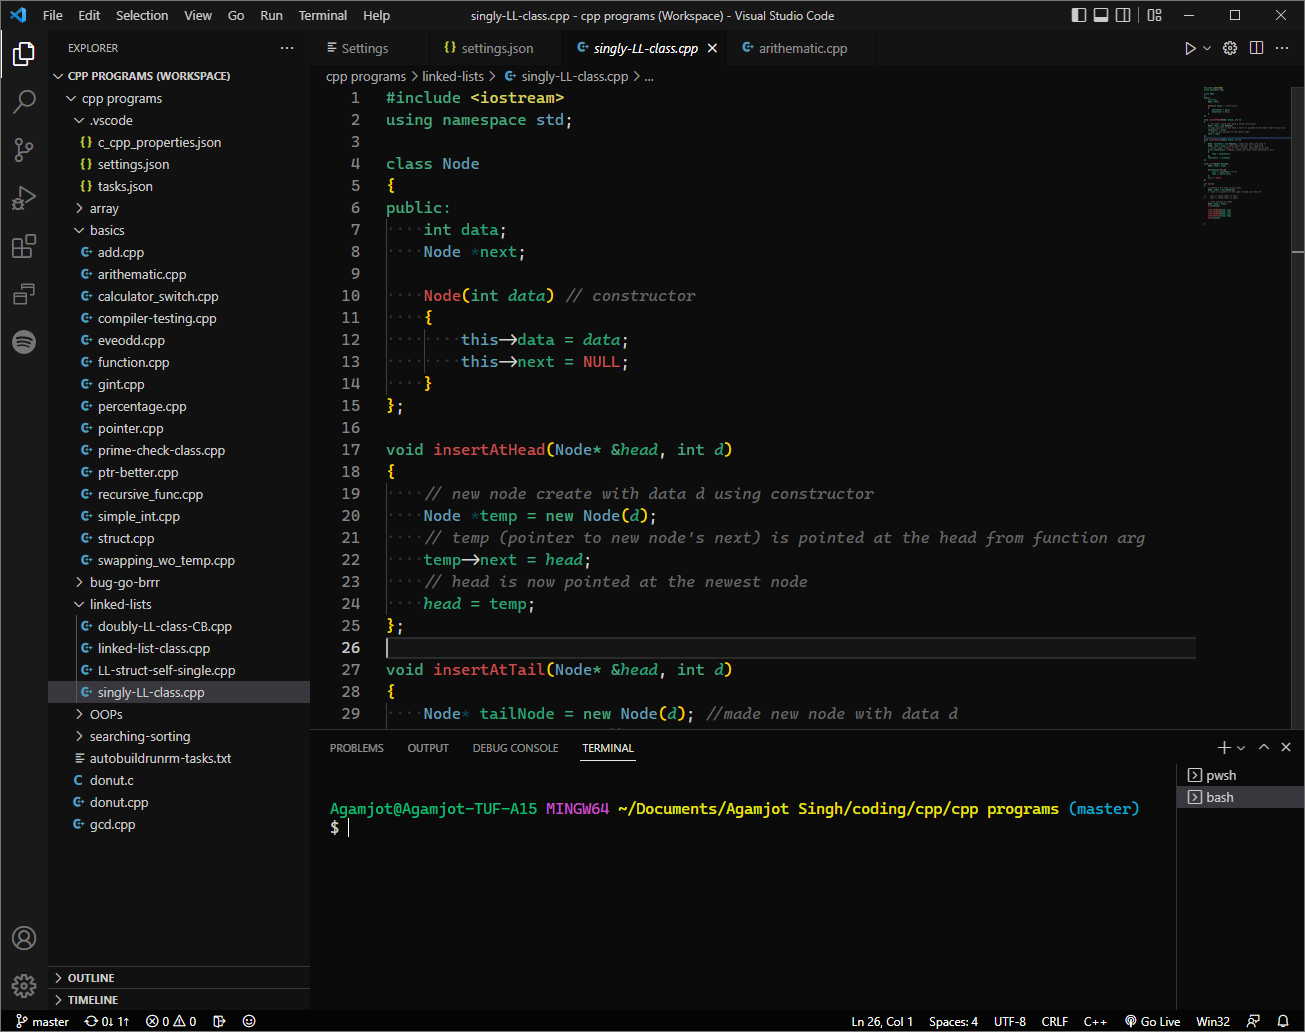 File Edit Selection View Go Run Terminal Help
singly-LL-class.cpp - cpp programs (Workspace) - Visual Studio Code
EXPLORER
CPP PROGRAMS (WORKSPACE)
cpp programs
.vscode
{} c_cpp_properties.json
{} settings.json
{} tasks.json
array
basics
add.cpp
arithematic.cpp
calculator_switch.cpp
compiler-testing.cpp
eveodd.cpp
function.cpp
gint.cpp
percentage.cpp
pointer.cpp
prime-check-class.cpp
ptr-better.cpp
recursive_func.cpp
simple_int.cpp
struct.cpp
swapping_wo_temp.cpp
bug-go-brrr
linked-lists
doubly-LL-class-CB.cpp
linked-list-class.cpp
LL-struct-self-single.cpp
singly-LL-class.cpp
OOPs
searching-sorting
autobuildrunrm-tasks.txt
C donut.c
donut.cpp
gcd.cpp
OUTLINE
TIMELINE
Settings
{} settings.json
singly-LL-class.cpp
arithematic.cpp
cpp programs > linked-lists > singly-LL-class.cpp > ...
1 #include <iostream>
2 using namespace std;
3
4 class Node
5 {
6 public:
7 int data;
8 Node *next;
9
10 Node(int data) // constructor
11 {
12 this->data = data;
13 this->next = NULL;
14 }
15 };
16
17 void insertAtHead(Node* &head, int d)
18 {
19 // new node create with data d using constructor
20 Node *temp = new Node(d);
21 // temp (pointer to new node's next) is pointed at the head from function arg
22 temp->next = head;
23 // head is now pointed at the newest node
24 head = temp;
25 };
26
27 void insertAtTail(Node* &head, int d)
28 {
29 Node* tailNode = new Node(d); //made new node with data d
PROBLEMS OUTPUT DEBUG CONSOLE TERMINAL
Agamjot@Agamjot-TUF-A15 MINGW64 ~/Documents/Agamjot Singh/coding/cpp/cpp programs (master)
$
pwsh
bash
master 0↓ 1↑ 0 0
Ln 26, Col 1 Spaces: 4 UTF-8 CRLF C++ Go Live Win32